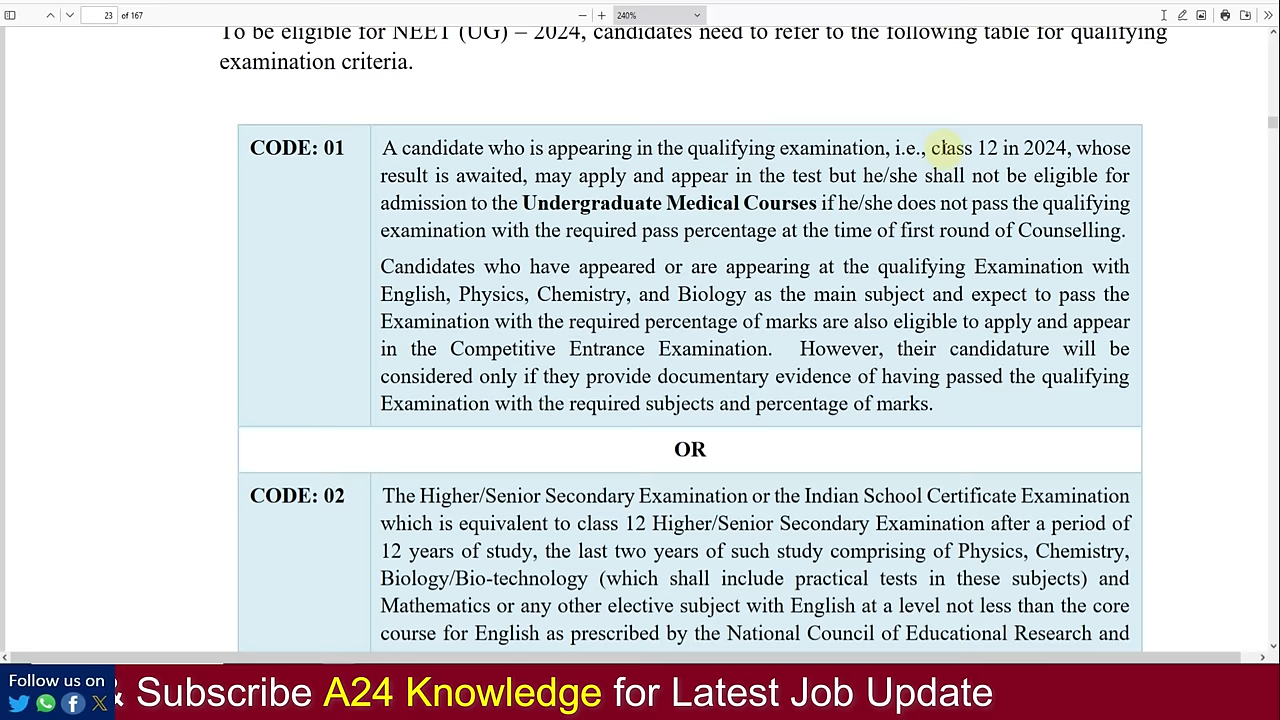 23 of 167
240%
To be eligible for NEET (UG) – 2024, candidates need to refer to the following table for qualifying
examination criteria.
CODE: 01
A candidate who is appearing in the qualifying examination, i.e., class 12 in 2024, whose
result is awaited, may apply and appear in the test but he/she shall not be eligible for
admission to the Undergraduate Medical Courses if he/she does not pass the qualifying
examination with the required pass percentage at the time of first round of Counselling.
Candidates who have appeared or are appearing at the qualifying Examination with
English, Physics, Chemistry, and Biology as the main subject and expect to pass the
Examination with the required percentage of marks are also eligible to apply and appear
in the Competitive Entrance Examination. However, their candidature will be
considered only if they provide documentary evidence of having passed the qualifying
Examination with the required subjects and percentage of marks.
OR
CODE: 02
The Higher/Senior Secondary Examination or the Indian School Certificate Examination
which is equivalent to class 12 Higher/Senior Secondary Examination after a period of
12 years of study, the last two years of such study comprising of Physics, Chemistry,
Biology/Bio-technology (which shall include practical tests in these subjects) and
Mathematics or any other elective subject with English at a level not less than the core
course for English as prescribed by the National Council of Educational Research and
Follow us on
& Subscribe A24 Knowledge for Latest Job Update